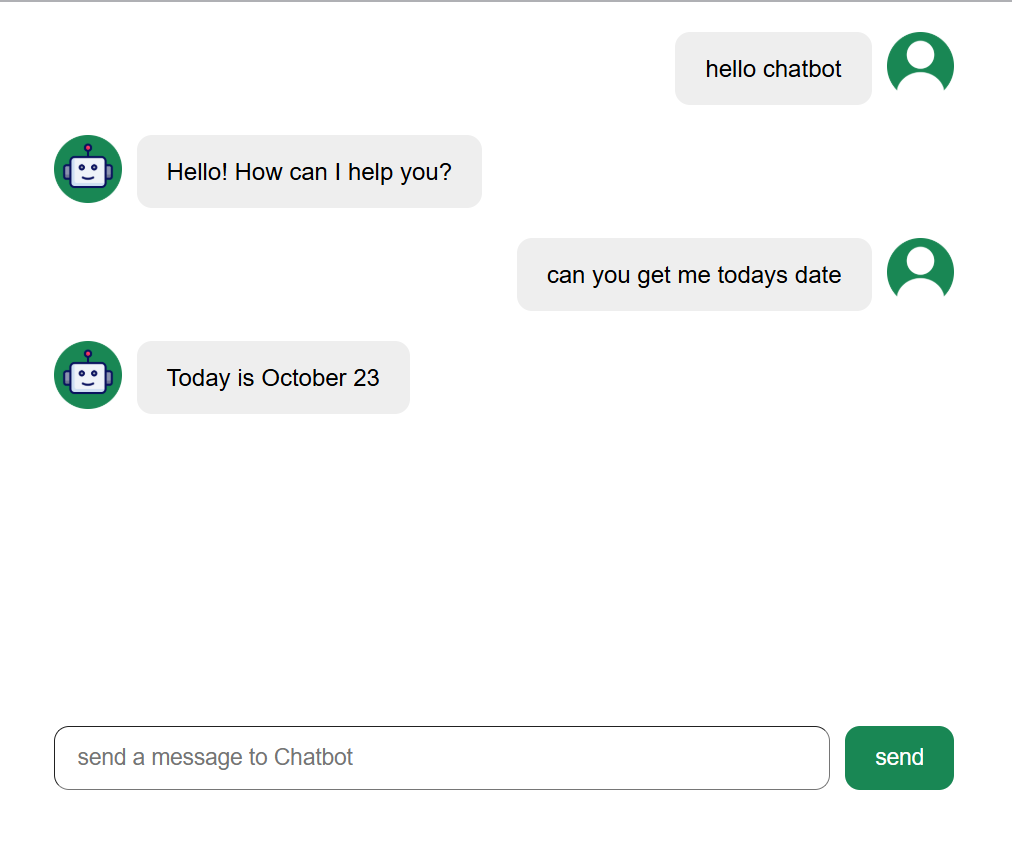 hello chatbot
Hello! How can I help you?
can you get me todays date
Today is October 23
send a message to Chatbot
send